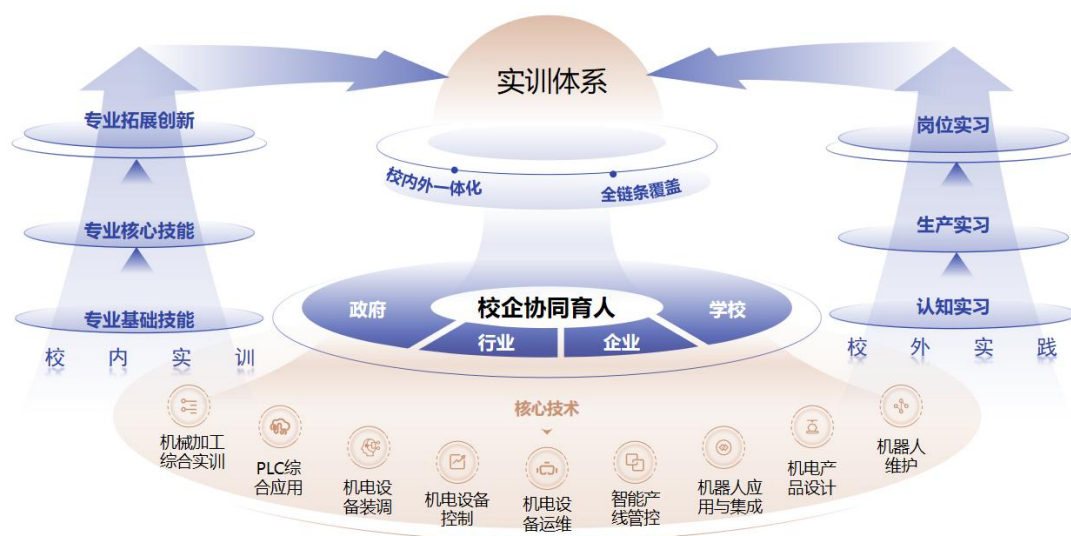 实训体系
校内外一体化
全链条覆盖
专业拓展创新
专业核心技能
专业基础技能
校内实训
岗位实习
生产实习
认知实习
校外实践
政府
校企协同育人
学校
行业
企业
核心技术
机械加工
综合实训
PLC综
合应用
机电设
备装调
机电设备
控制
机电设
备运维
智能产
线管控
机器人应
用与集成
机电产
品设计
机器人
维护